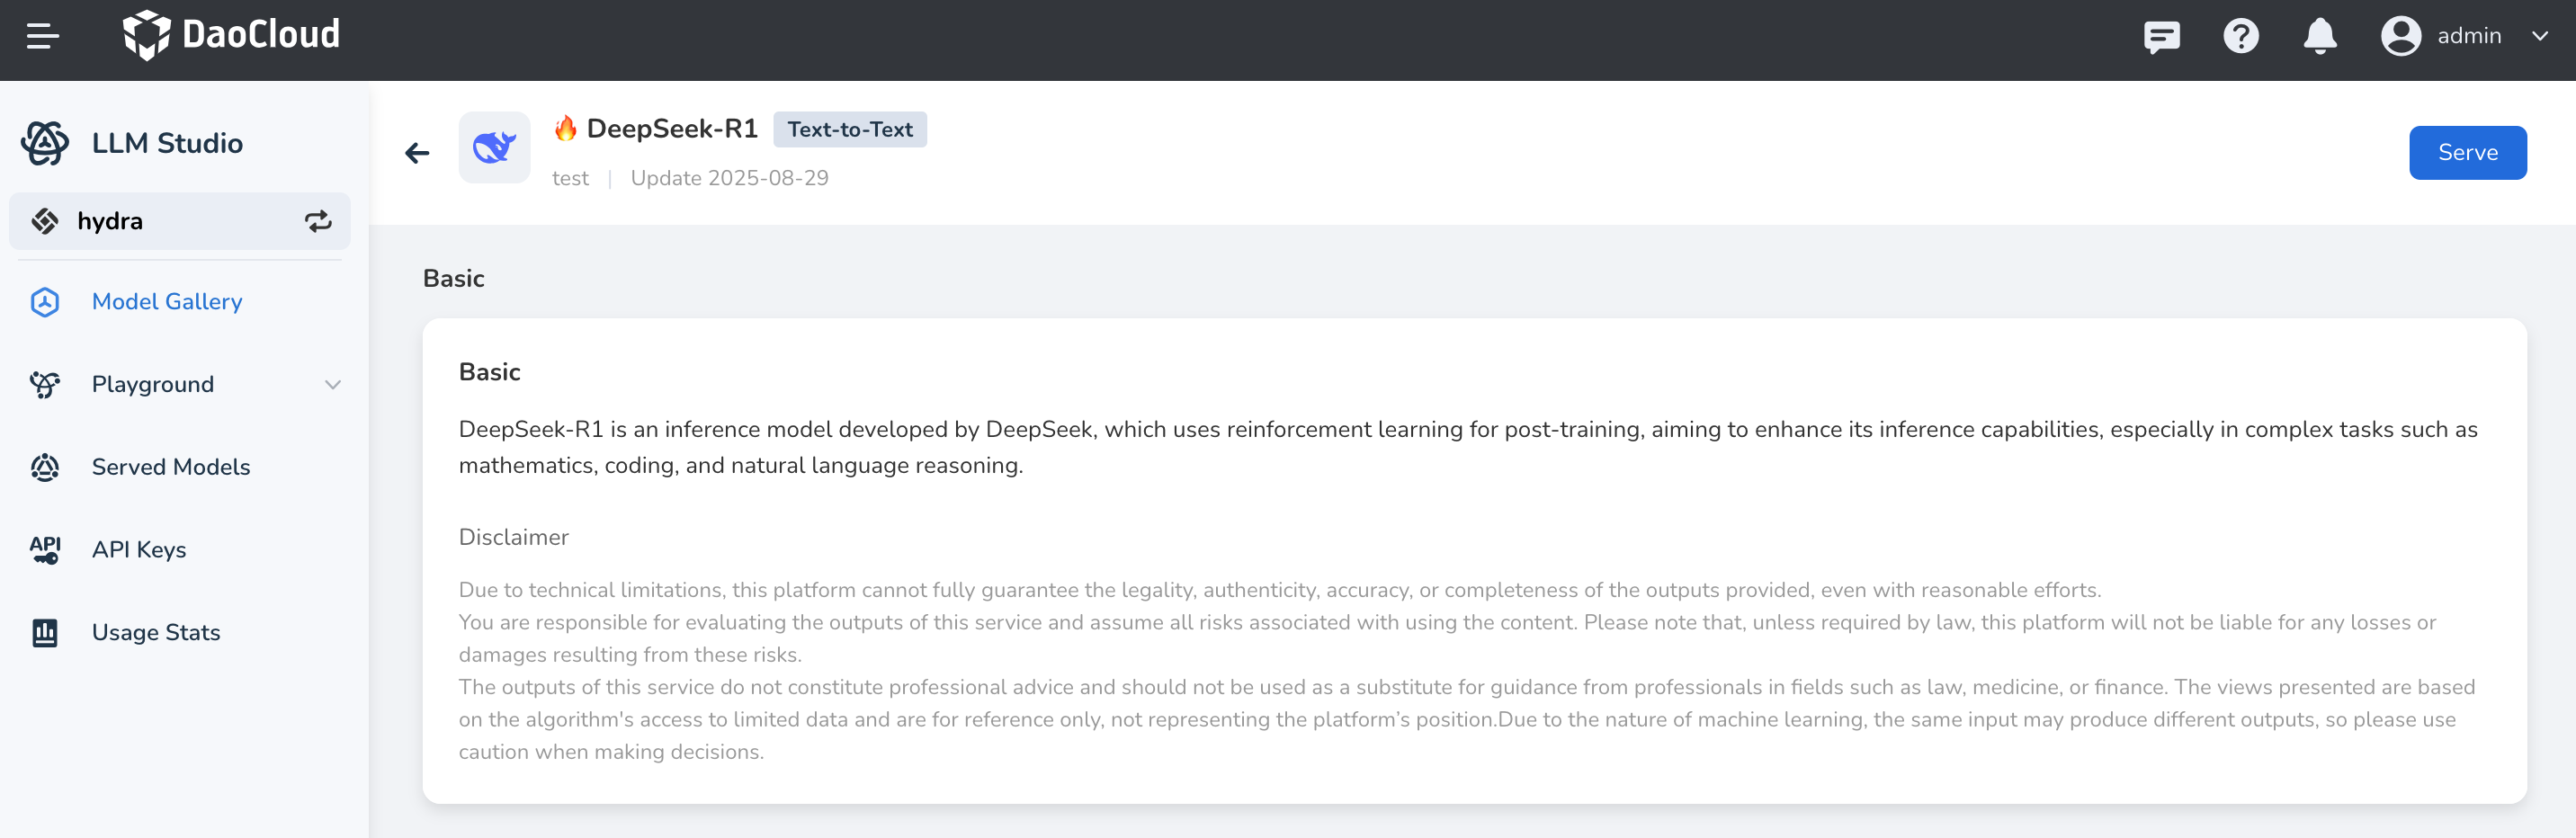 DaoCloud
admin
LLM Studio
hydra
Model Gallery
Playground
Served Models
API Keys
Usage Stats
🔥 DeepSeek-R1 Text-to-Text
test | Update 2025-08-29
Serve
Basic
Basic
DeepSeek-R1 is an inference model developed by DeepSeek, which uses reinforcement learning for post-training, aiming to enhance its inference capabilities, especially in complex tasks such as
mathematics, coding, and natural language reasoning.
Disclaimer
Due to technical limitations, this platform cannot fully guarantee the legality, authenticity, accuracy, or completeness of the outputs provided, even with reasonable efforts.
You are responsible for evaluating the outputs of this service and assume all risks associated with using the content. Please note that, unless required by law, this platform will not be liable for any losses or
damages resulting from these risks.
The outputs of this service do not constitute professional advice and should not be used as a substitute for guidance from professionals in fields such as law, medicine, or finance. The views presented are based
on the algorithm's access to limited data and are for reference only, not representing the platform’s position.Due to the nature of machine learning, the same input may produce different outputs, so please use
caution when making decisions.